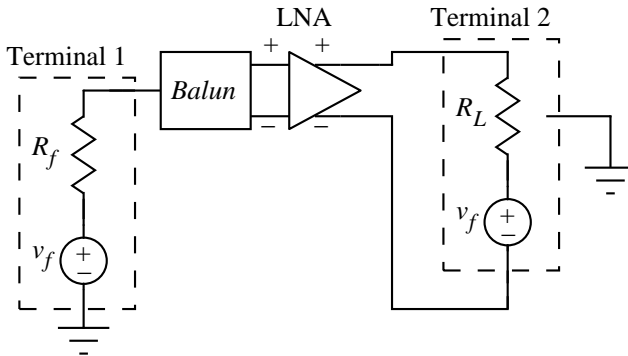 LNA
Terminal 2
Terminal 1
+ +
Balun
R_L
R_f
− −
v_f
+
−
v_f
+
−